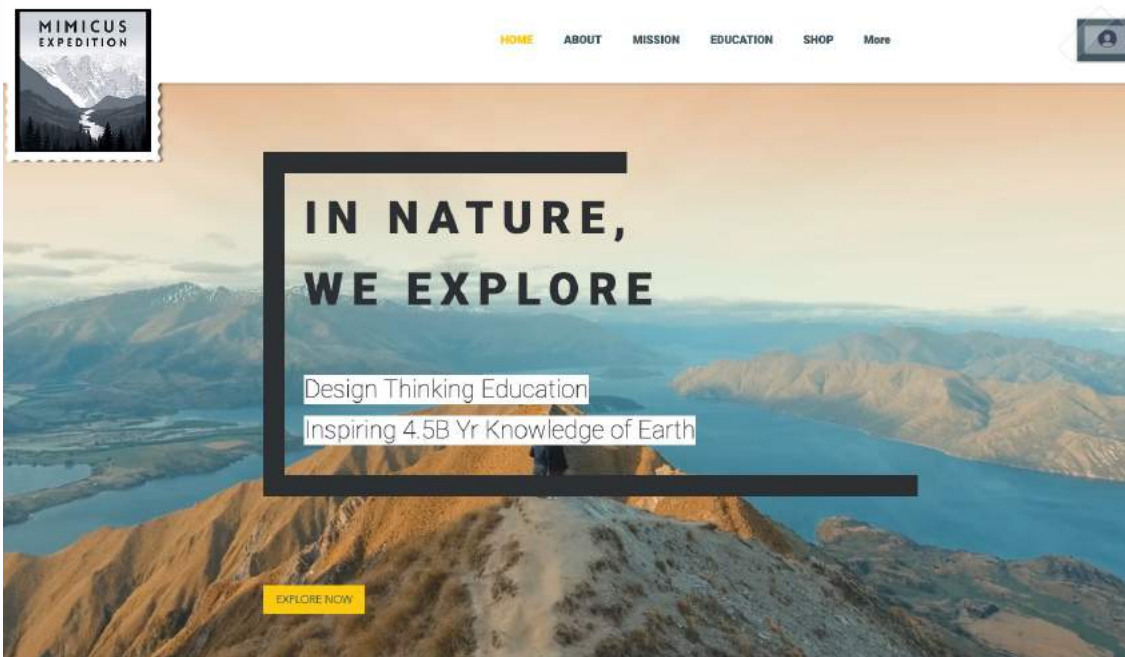 MIMICUS
EXPEDITION
HOME ABOUT MISSION EDUCATION SHOP More
IN NATURE,
WE EXPLORE
Design Thinking Education
Inspiring 4.5B Yr Knowledge of Earth
EXPLORE NOW